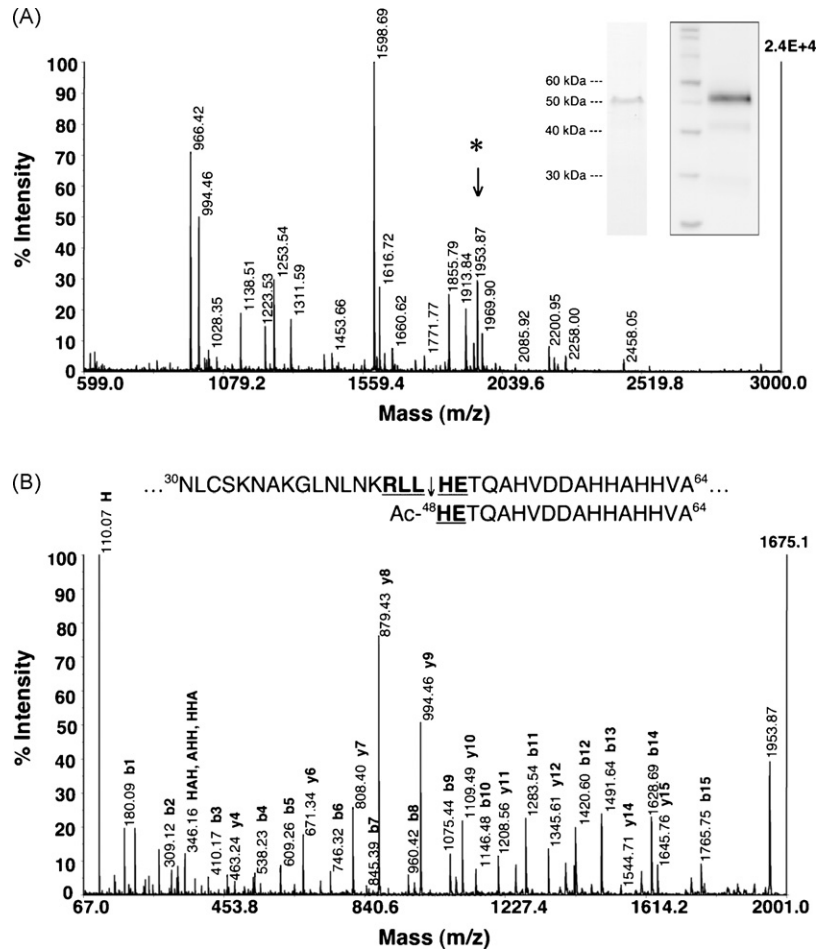 (A)
2.4E+4
% Intensity
100
90
80
70
60
50
40
30
20
10
0
966.42
994.46
1028.35
1138.51
1223.53
1253.54
1311.59
1453.66
1598.69
1616.72
1660.62
1771.77
1855.79
1913.84
*
1953.87
1969.90
2085.92
2200.95
2258.00
2458.05
60 kDa ---
50 kDa ---
40 kDa ---
30 kDa ---
599.0 1079.2 1559.4 2039.6 2519.8 3000.0
Mass (m/z)
(B)
...³⁰NLCSKNAKGLNLNKRLL↓HETQAHVDDAHHAHHVA⁶⁴...
Ac-⁴⁸HETQAHVDDAHHAHHVA⁶⁴
1675.1
% Intensity
100
90
80
70
60
50
40
30
20
10
0
110.07 H
180.09 b1
309.12 b2
346.16 HAH, AHH, HHA
410.17 b3
463.24 y4
538.23 b4
609.26 b5
671.34 y6
746.32 b6
808.40 y7
845.39 b7
879.43 y8
960.42 b8
994.46 y9
1075.44 b9
1109.49 y10
1146.48 b10
1208.56 y11
1283.54 b11
1345.61 y12
1420.60 b12
1491.64 b13
1544.71 y14
1628.69 b14
1645.76 y15
1765.75 b15
1953.87
67.0 453.8 840.6 1227.4 1614.2 2001.0
Mass (m/z)